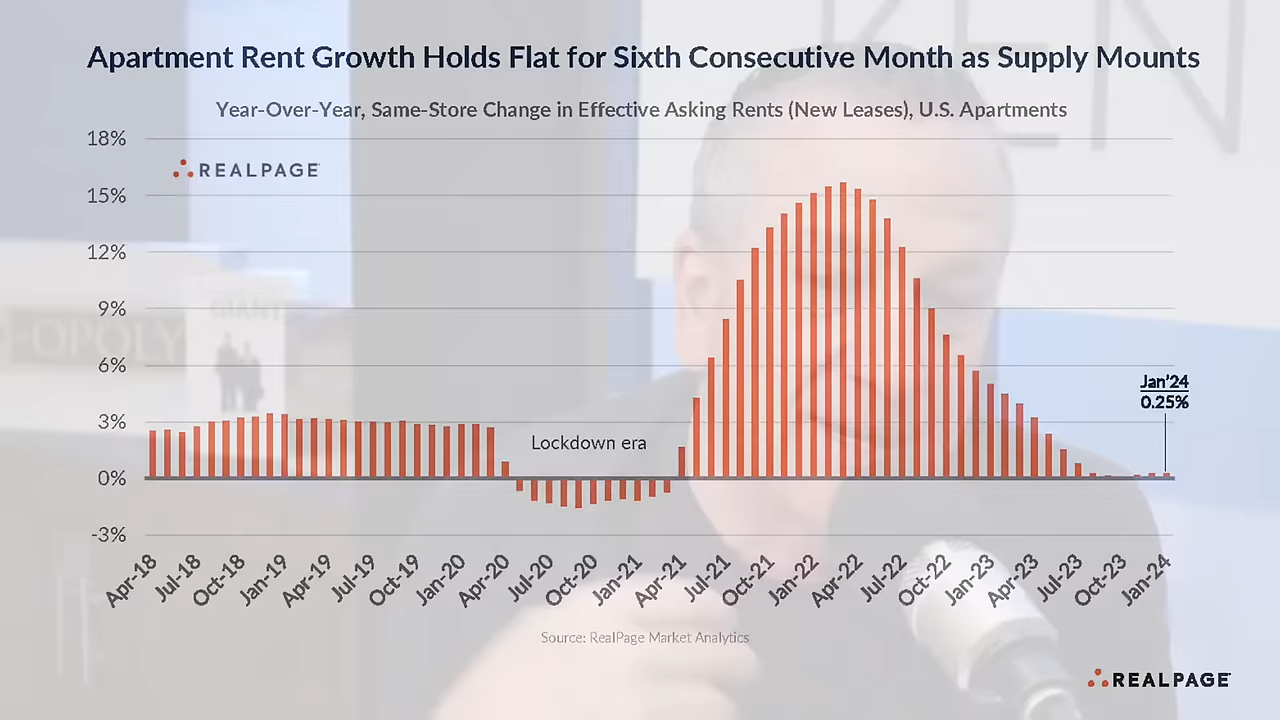 Apartment Rent Growth Holds Flat for Sixth Consecutive Month as Supply Mounts
Year-Over-Year, Same-Store Change in Effective Asking Rents (New Leases), U.S. Apartments
18%
REALPAGE
15%
12%
9%
6%
3%
0%
-3%
GIANT
OPOLY
Jan'24
0.25%
Lockdown era
Apr-18 Jul-18 Oct-18 Jan-19 Apr-19 Jul-19 Oct-19 Jan-20 Apr-20 Jul-20 Oct-20 Jan-21 Apr-21 Jul-21 Oct-21 Jan-22 Apr-22 Jul-22 Oct-22 Jan-23 Apr-23 Jul-23 Oct-23 Jan-24
Source: RealPage Market Analytics
REALPAGE